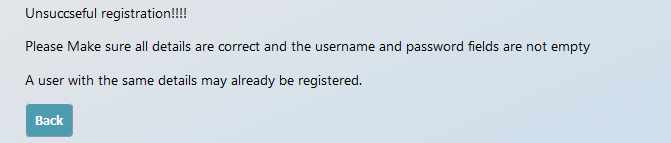 Unsuccseful registration!!!!
Please Make sure all details are correct and the username and password fields are not empty
A user with the same details may already be registered.
Back